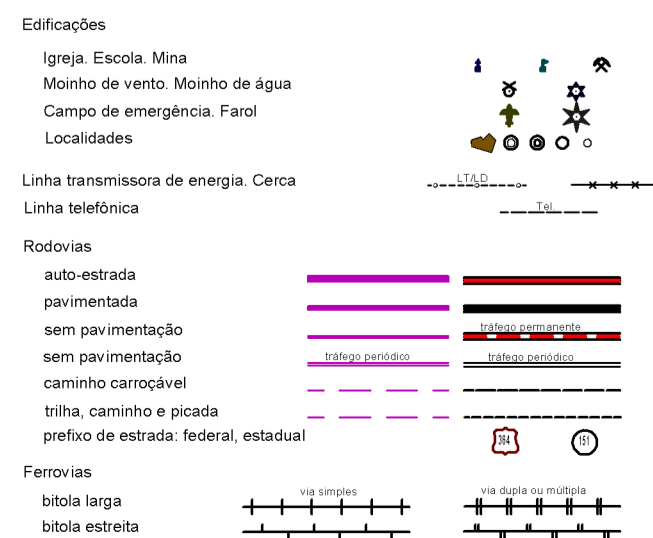 Edificações
Igreja. Escola. Mina
Moinho de vento. Moinho de água
Campo de emergência. Farol
Localidades
Linha transmissora de energia. Cerca LT/LD
Linha telefônica Tel.
Rodovias
auto-estrada
pavimentada
sem pavimentação tráfego permanente
sem pavimentação tráfego periódico tráfego periódico
caminho carroçável
trilha, caminho e picada
prefixo de estrada: federal, estadual 364 151
Ferrovias
bitola larga via simples via dupla ou múltipla
bitola estreita